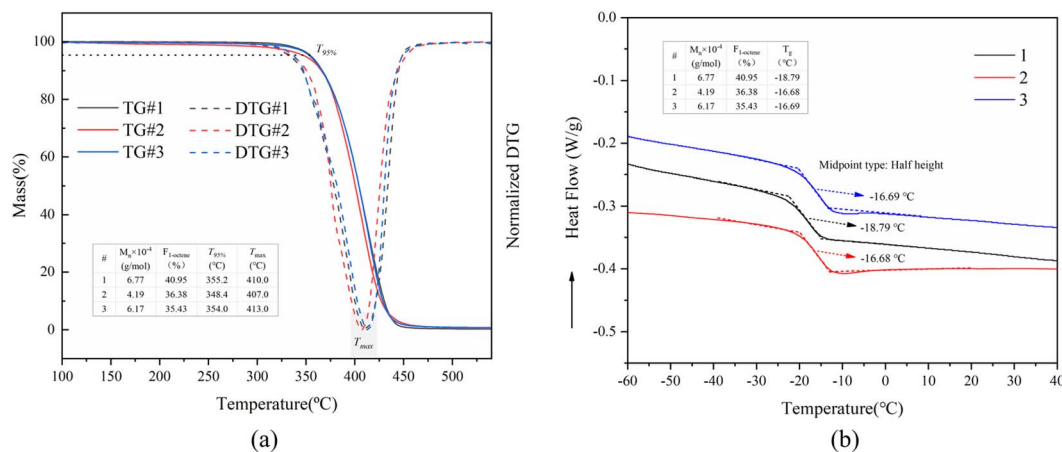 100
80
60
40
20
0
Mass(%)
T95%
TG#1
TG#2
TG#3
DTG#1
DTG#2
DTG#3
# Mn×10-4 (g/mol) F1-octene (%) T95% (℃) Tmax (℃)
1 6.77 40.95 355.2 410.0
2 4.19 36.38 348.4 407.0
3 6.17 35.43 354.0 413.0
Tmax
100 150 200 250 300 350 400 450 500
Temperature(ºC)
Normalized DTG
(a)
-0.0
-0.1
-0.2
-0.3
-0.4
-0.5
Heat Flow (W/g)
# Mn×10-4 (g/mol) F1-octene (%) Tg (℃)
1 6.77 40.95 -18.79
2 4.19 36.38 -16.68
3 6.17 35.43 -16.69
1
2
3
Midpoint type: Half height
-16.69 ℃
-18.79 ℃
-16.68 ℃
-60 -50 -40 -30 -20 -10 0 10 20 30 40
Temperature(℃)
(b)